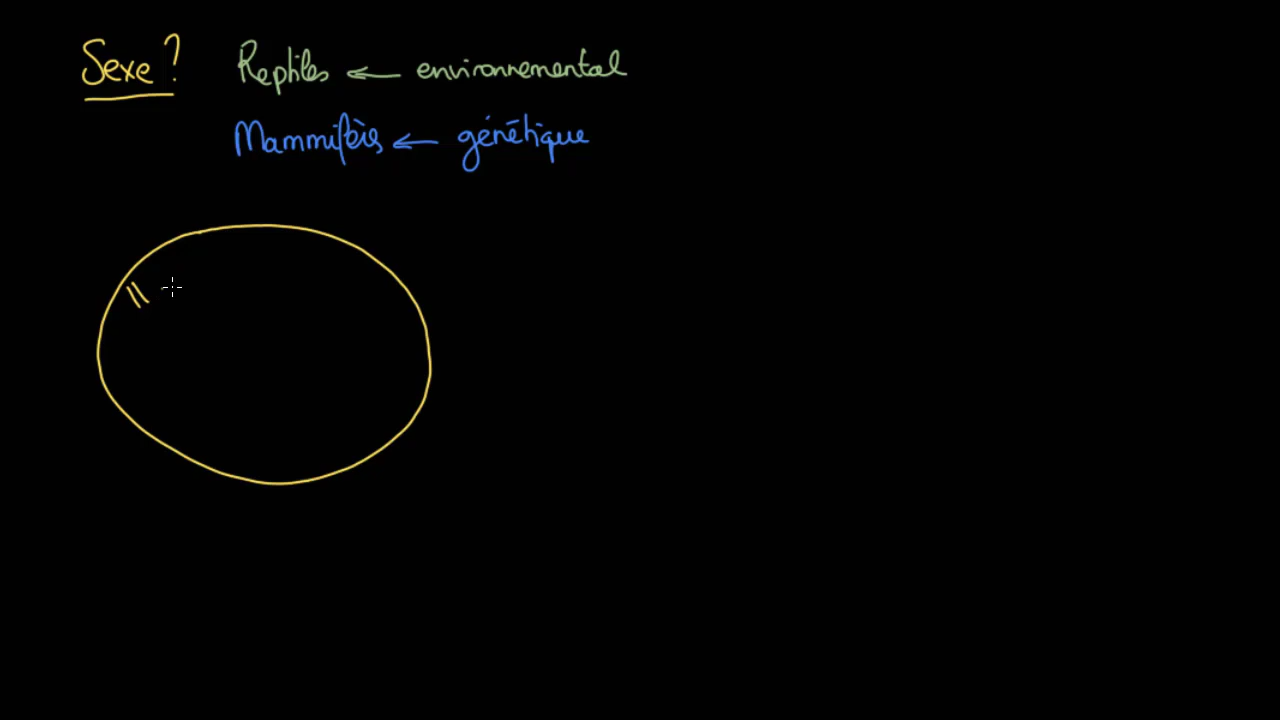 Sexe ? Reptiles ← environnemental
Mammifères ← génétique